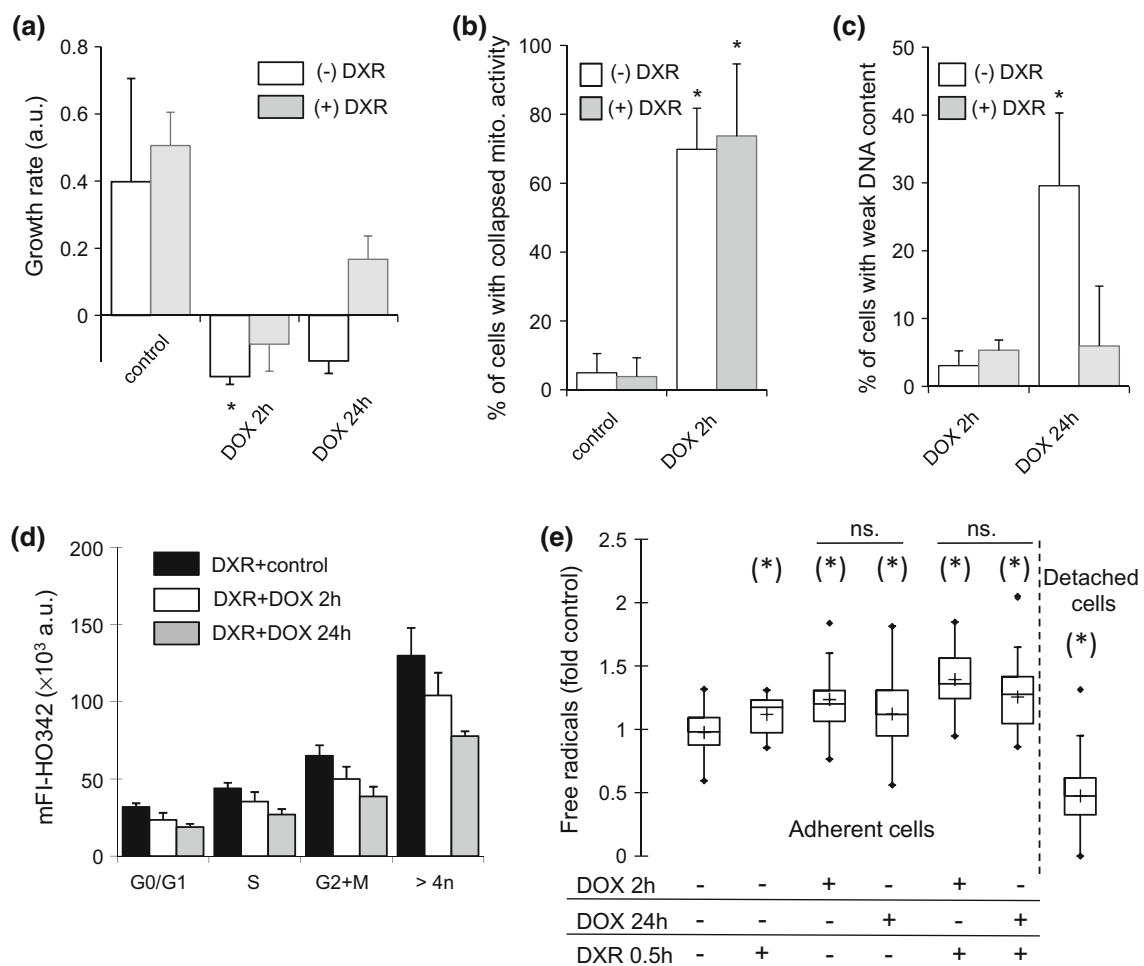 (a)
0.8
0.6
0.4
0.2
0
Growth rate (a.u.)
(-) DXR
(+) DXR
control
*
DOX 2h
DOX 24h
(b)
100
80
60
40
20
0
% of cells with collapsed mito. activity
(-) DXR
(+) DXR
*
*
control
DOX 2h
(c)
50
40
30
20
10
0
% of cells with weak DNA content
(-) DXR
(+) DXR
*
DOX 2h
DOX 24h
(d)
200
150
100
50
0
mFI-HO342 (×10³ a.u.)
DXR+control
DXR+DOX 2h
DXR+DOX 24h
G0/G1 S G2+M > 4n
(e)
2.5
2
1.5
1
0.5
0
Free radicals (fold control)
ns. ns.
(*) (*) (*) (*) (*)
Detached
cells
(*)
Adherent cells
DOX 2h - - + - + -
DOX 24h - - - + - +
DXR 0.5h - + - - + +